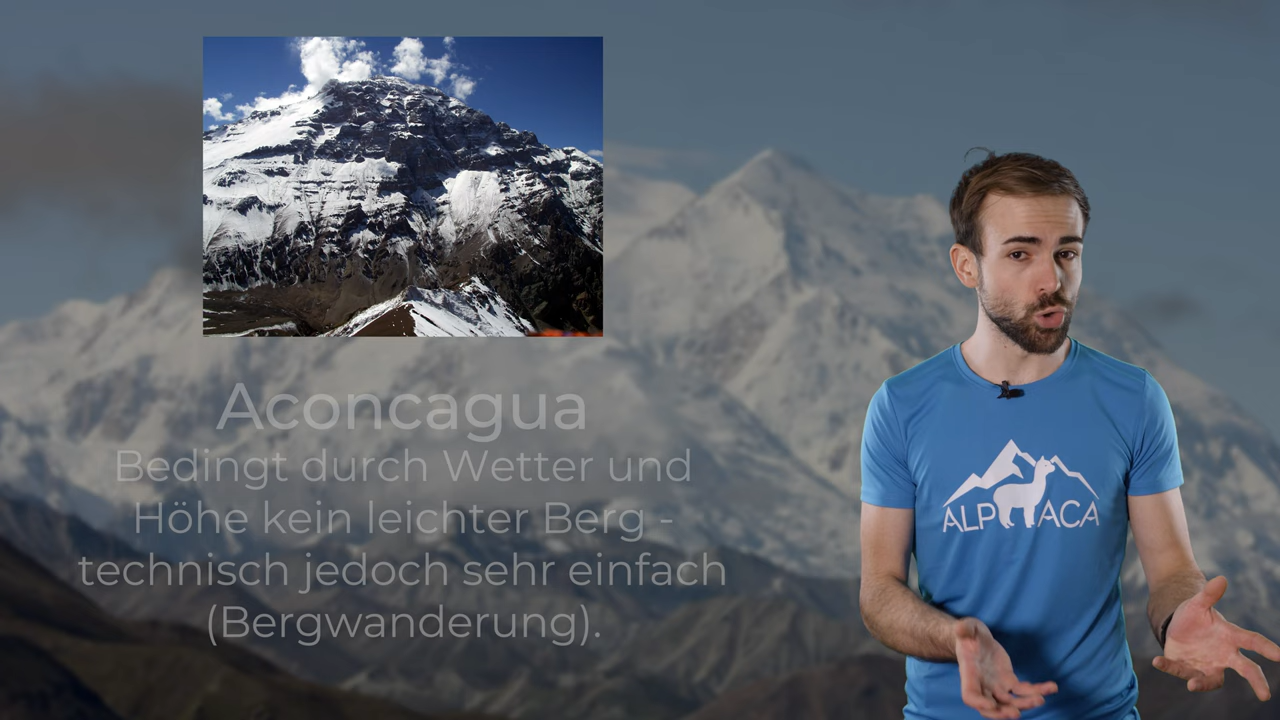 Aconcagua
Bedingt durch Wetter und
Höhe kein leichter Berg -
technisch jedoch sehr einfach
(Bergwanderung).
ALPACA